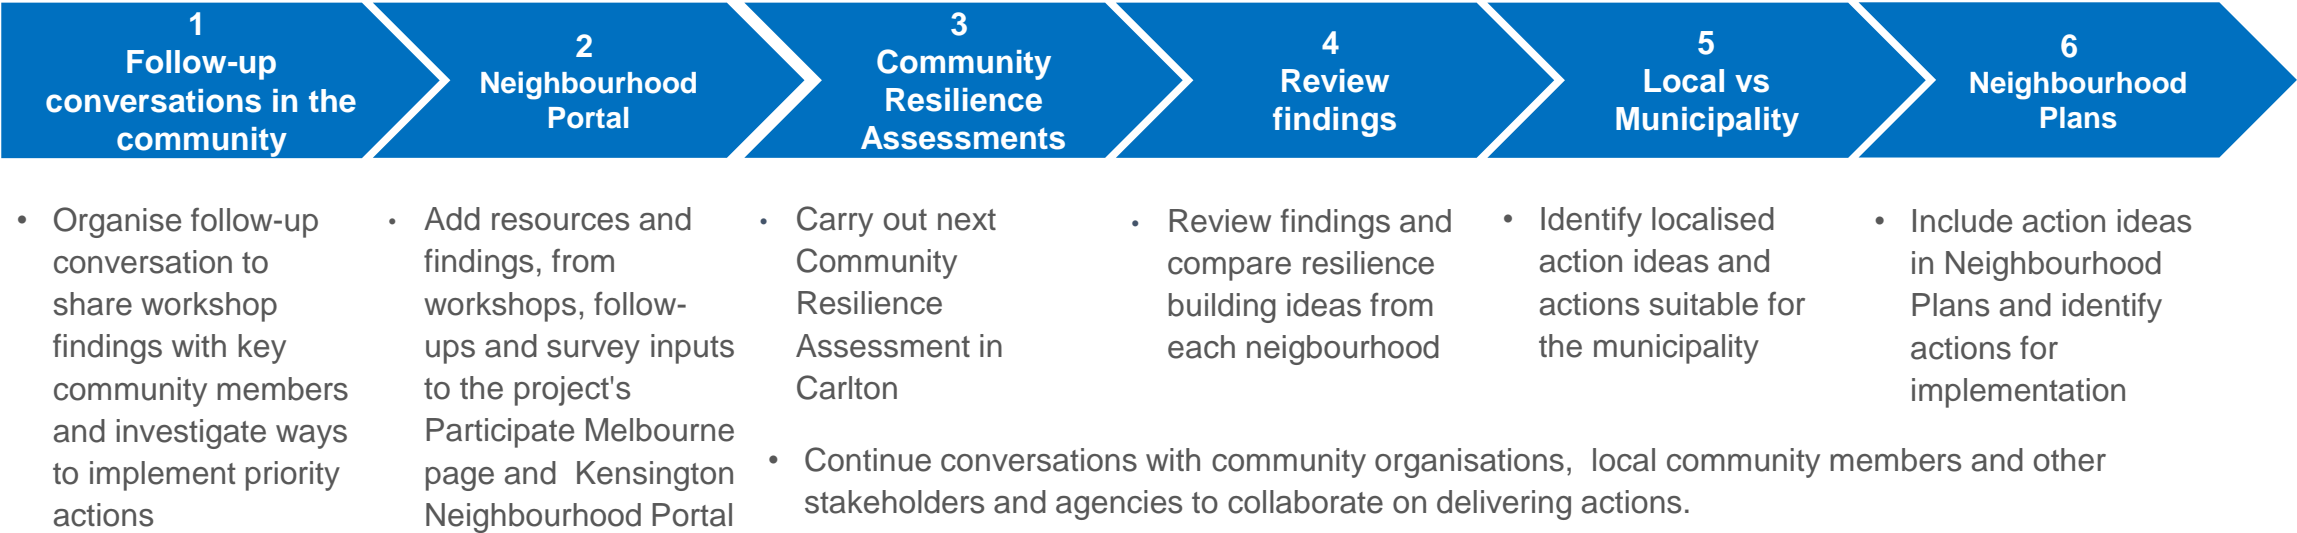 1
Follow-up
conversations in the
community
2
Neighbourhood
Portal
3
Community
Resilience
Assessments
4
Review
findings
5
Local vs
Municipality
6
Neighbourhood
Plans
• Organise follow-up
conversation to
share workshop
findings with key
community members
and investigate ways
to implement priority
actions
• Add resources and
findings, from
workshops, follow-
ups and survey inputs
to the project's
Participate Melbourne
page and Kensington
Neighbourhood Portal
• Carry out next
Community
Resilience
Assessment in
Carlton
• Review findings and
compare resilience
building ideas from
each neigbourhood
• Identify localised
action ideas and
actions suitable for
the municipality
• Include action ideas
in Neighbourhood
Plans and identify
actions for
implementation
• Continue conversations with community organisations, local community members and other
stakeholders and agencies to collaborate on delivering actions.